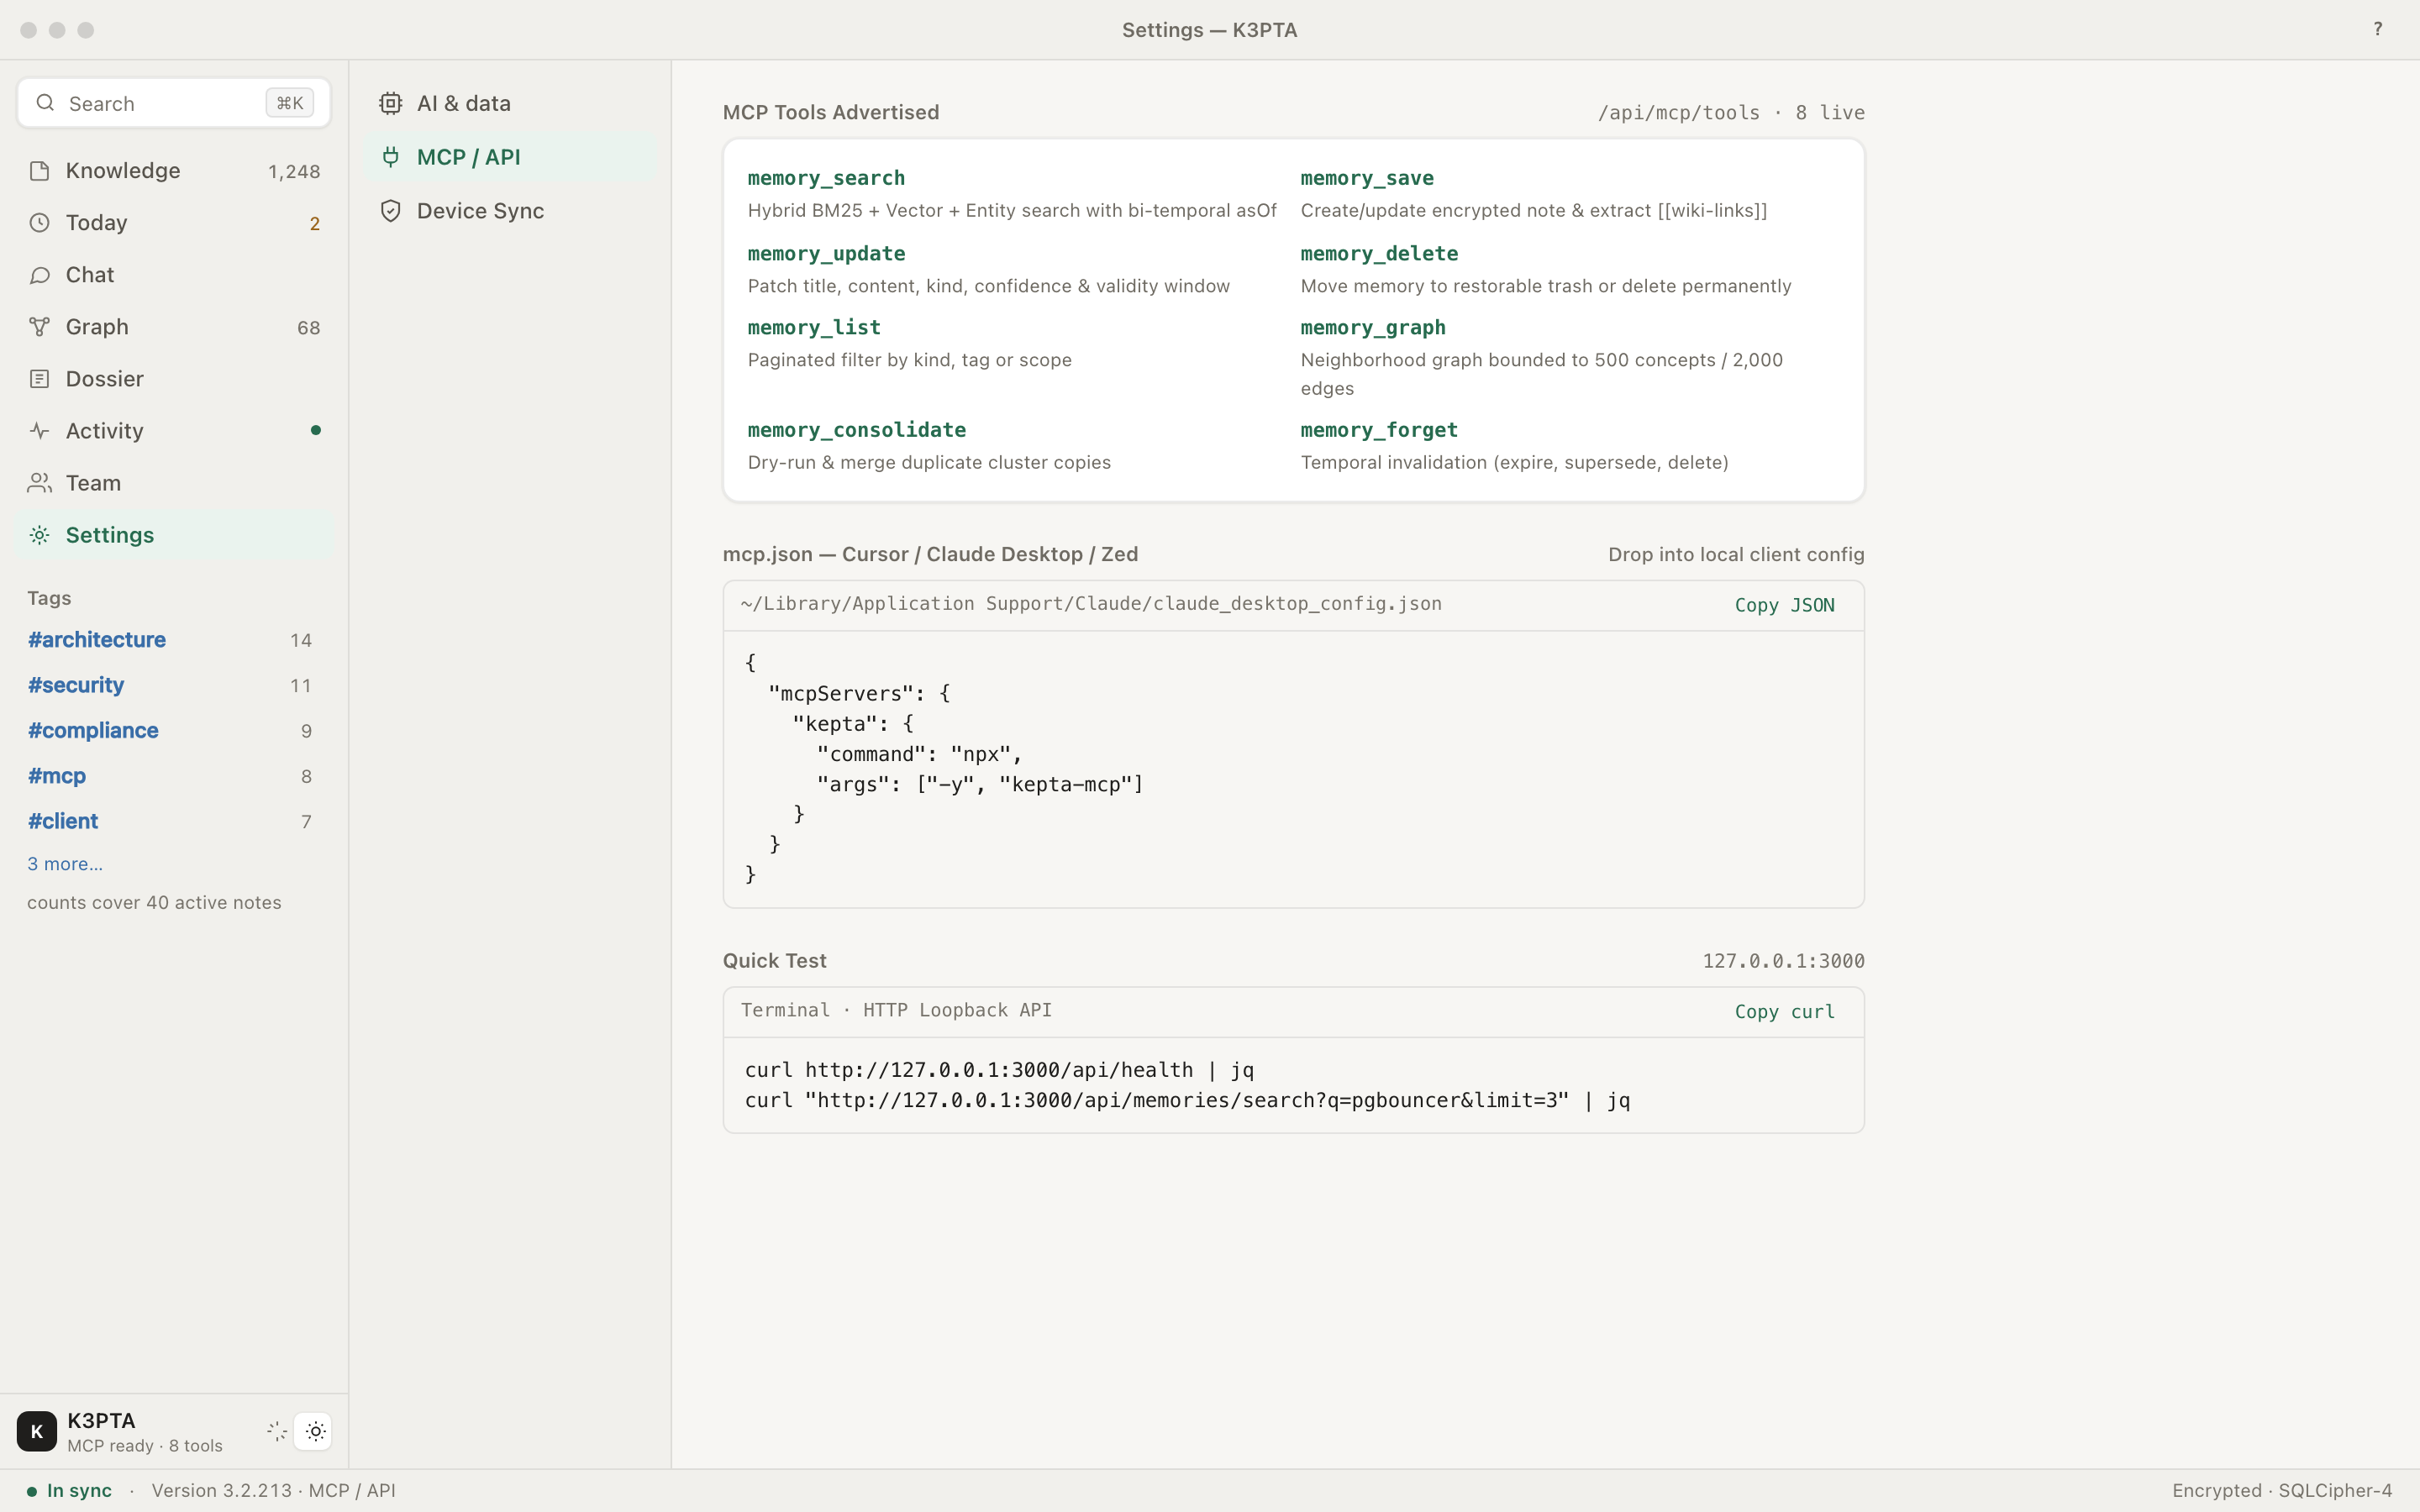 Settings — K3PTA
?
Search ⌘K
Knowledge 1,248
Today 2
Chat
Graph 68
Dossier
Activity
Team
Settings
Tags
#architecture 14
#security 11
#compliance 9
#mcp 8
#client 7
3 more...
counts cover 40 active notes
K
K3PTA
MCP ready · 8 tools
AI & data
MCP / API
Device Sync
MCP Tools Advertised /api/mcp/tools · 8 live
memory_search
Hybrid BM25 + Vector + Entity search with bi-temporal asOf
memory_save
Create/update encrypted note & extract [[wiki-links]]
memory_update
Patch title, content, kind, confidence & validity window
memory_delete
Move memory to restorable trash or delete permanently
memory_list
Paginated filter by kind, tag or scope
memory_graph
Neighborhood graph bounded to 500 concepts / 2,000
edges
memory_consolidate
Dry-run & merge duplicate cluster copies
memory_forget
Temporal invalidation (expire, supersede, delete)
mcp.json — Cursor / Claude Desktop / Zed Drop into local client config
~/Library/Application Support/Claude/claude_desktop_config.json Copy JSON
{
  "mcpServers": {
    "kepta": {
      "command": "npx",
      "args": ["-y", "kepta-mcp"]
    }
  }
}
Quick Test 127.0.0.1:3000
Terminal · HTTP Loopback API Copy curl
curl http://127.0.0.1:3000/api/health | jq
curl "http://127.0.0.1:3000/api/memories/search?q=pgbouncer&limit=3" | jq
In sync · Version 3.2.213 · MCP / API
Encrypted · SQLCipher-4